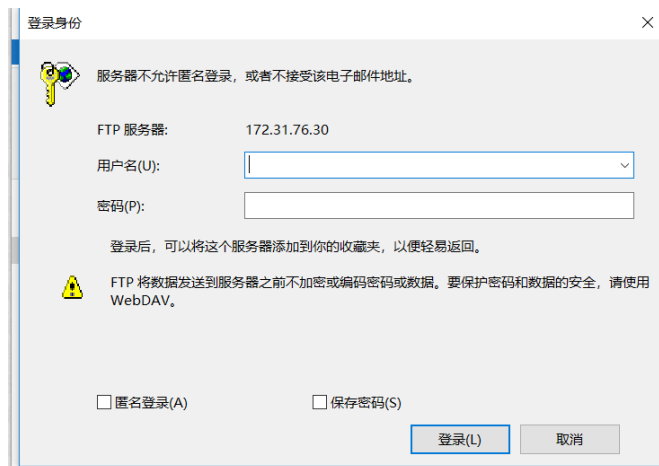 登录身份
服务器不允许匿名登录，或者不接受该电子邮件地址。
FTP 服务器: 172.31.76.30
用户名(U):
密码(P):
登录后，可以将这个服务器添加到你的收藏夹，以便轻易返回。
FTP 将数据发送到服务器之前不加密或编码密码或数据。要保护密码和数据的安全，请使用
WebDAV。
匿名登录(A) 保存密码(S)
登录(L) 取消